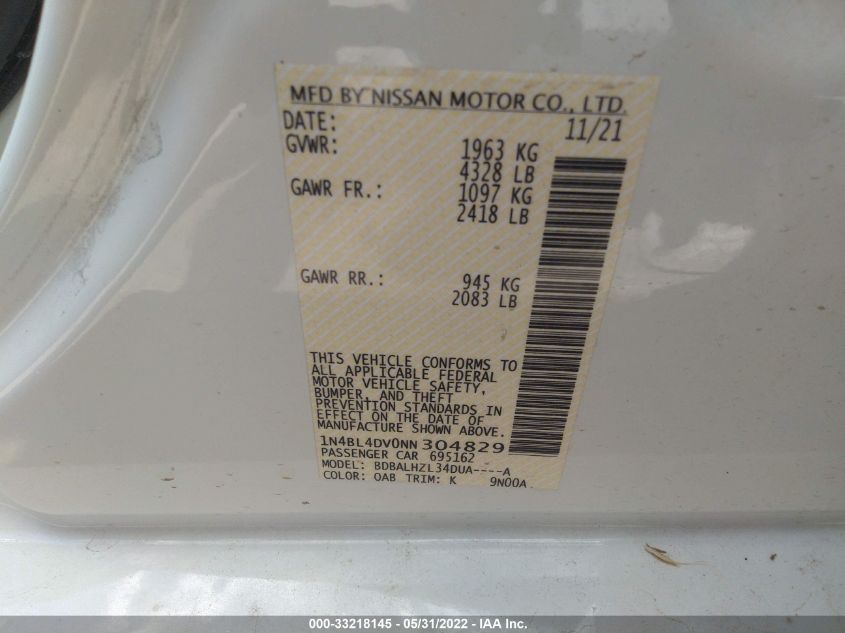 MFD BY NISSAN MOTOR CO., LTD.
DATE: 11/21
GVWR: 1963 KG
4328 LB
GAWR FR.: 1097 KG
2418 LB
GAWR RR.: 945 KG
2083 LB
THIS VEHICLE CONFORMS TO
ALL APPLICABLE FEDERAL
MOTOR VEHICLE SAFETY,
BUMPER, AND THEFT
PREVENTION STANDARDS IN
EFFECT ON THE DATE OF
MANUFACTURE SHOWN ABOVE.
1N4BL4DV0NN304829
PASSENGER CAR 695162
MODEL: BDBALHZL34DUA----A
COLOR: QAB TRIM: K 9N00A
000-33218145 - 05/31/2022 - IAA Inc.